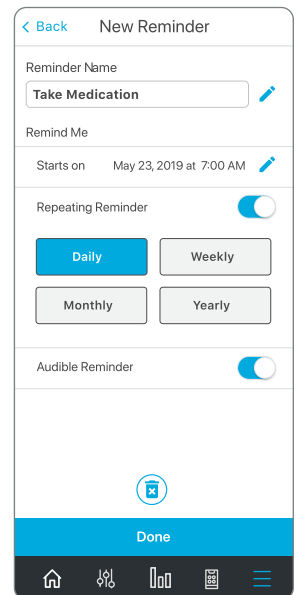 Back New Reminder
Reminder Name
Take Medication
Remind Me
Starts on May 23, 2019 at 7:00 AM
Repeating Reminder
Daily Weekly
Monthly Yearly
Audible Reminder
Done